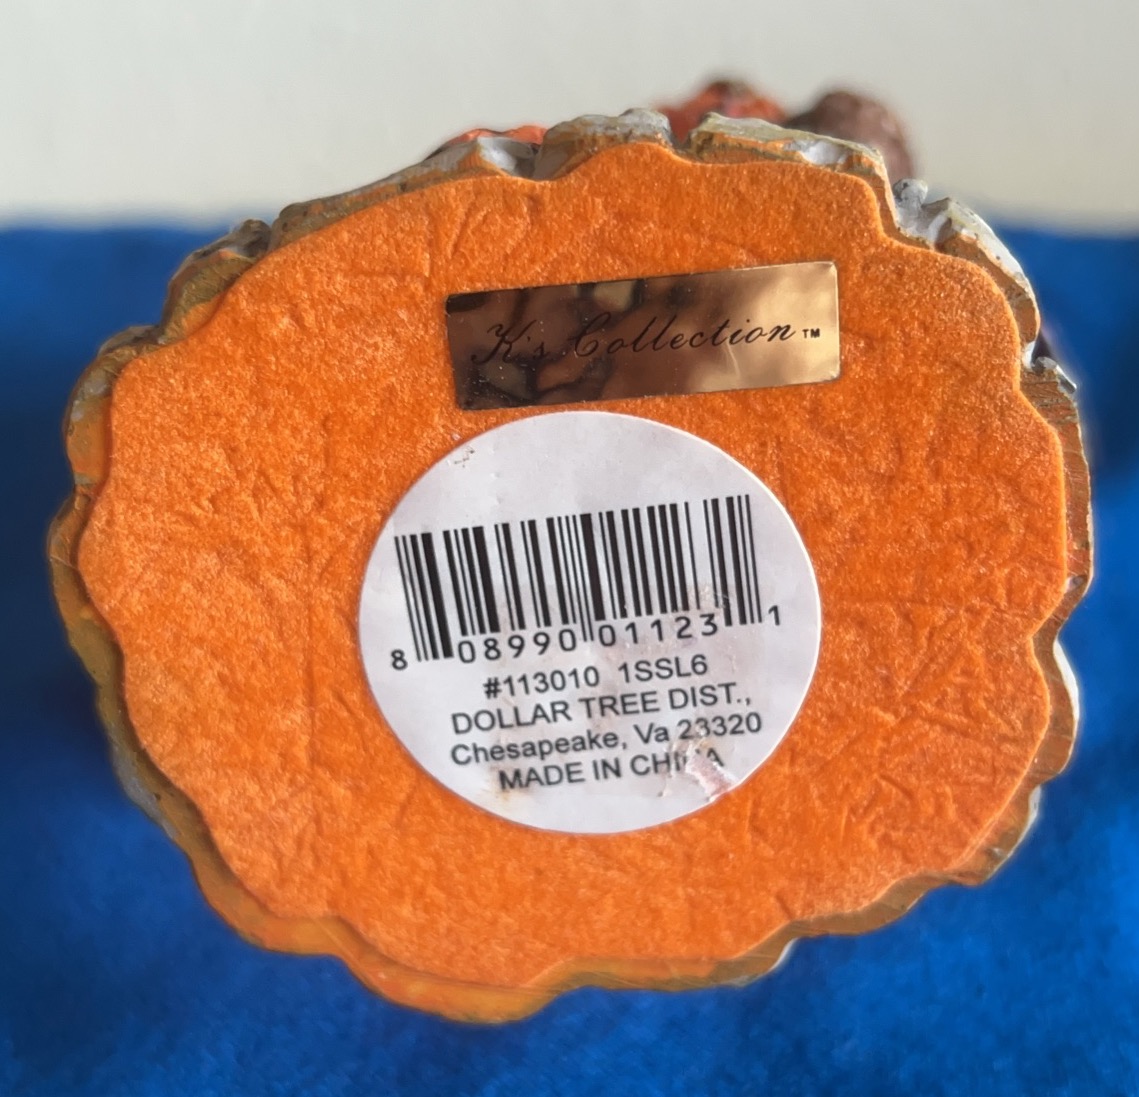 K's Collection™
8 08990 01123 1
#113010 1SSL6
DOLLAR TREE DIST.,
Chesapeake, Va 23320
MADE IN CHINA